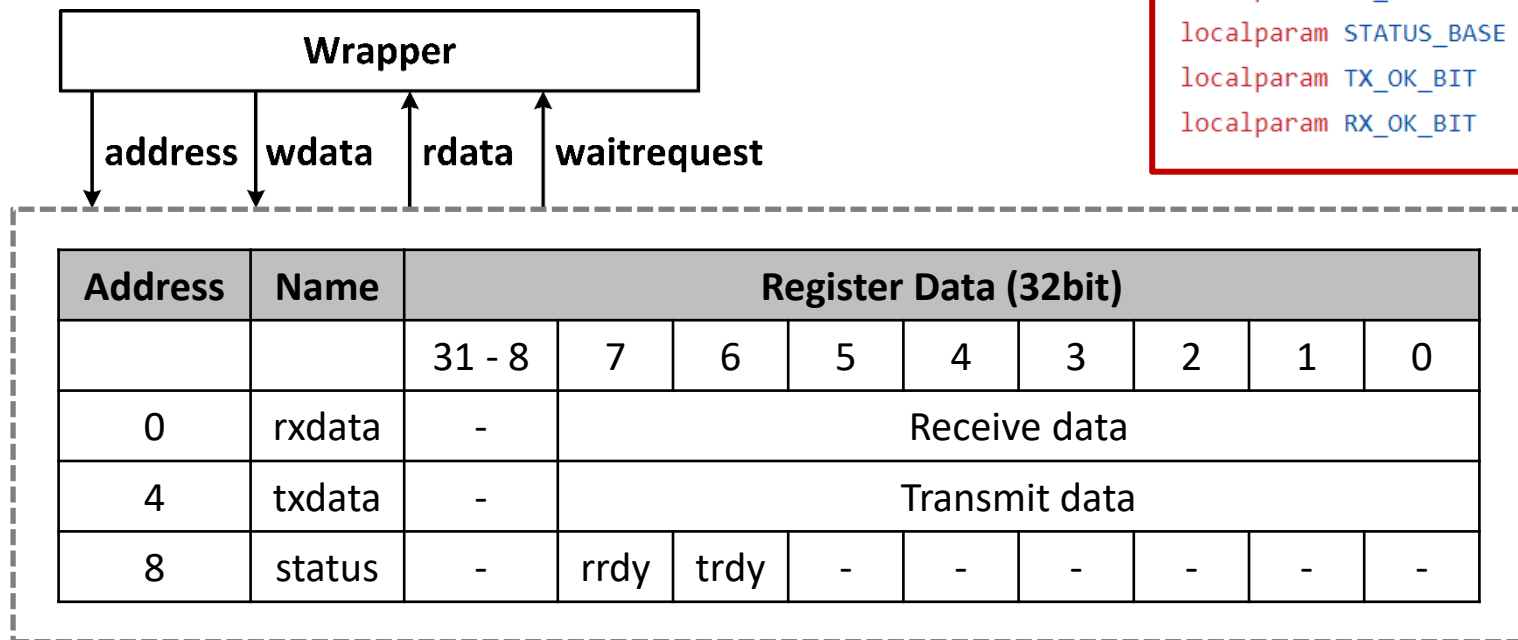 Wrapper
address wdata rdata waitrequest
localparam STATUS_BASE
localparam TX_OK_BIT
localparam RX_OK_BIT
Address Name Register Data (32bit)
31 - 8 7 6 5 4 3 2 1 0
0 rxdata - Receive data
4 txdata - Transmit data
8 status - rrdy trdy - - - - - -